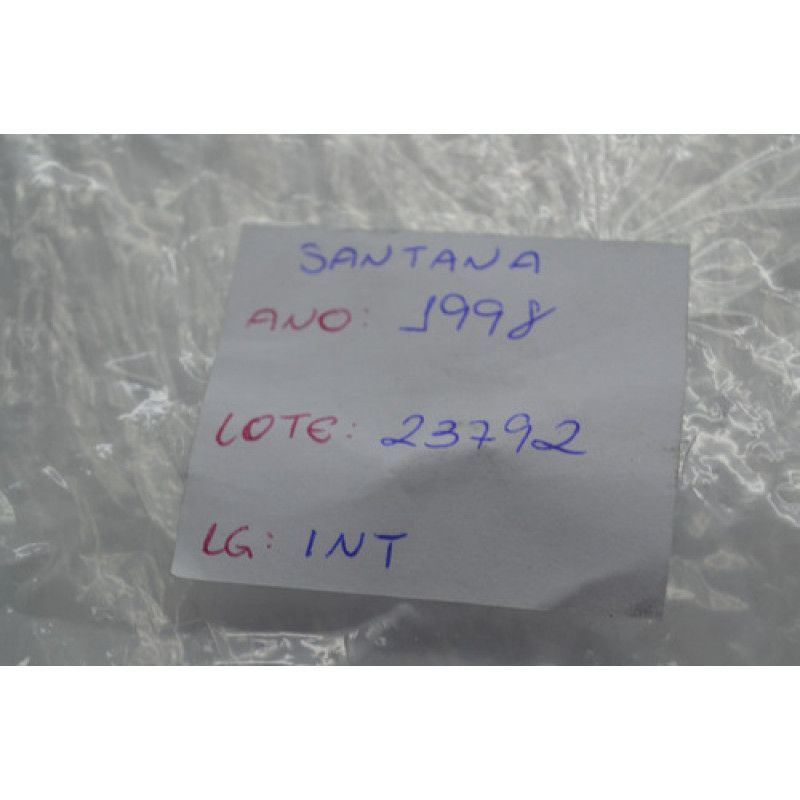 SANTANA
ANO: 1998
LOTE: 23792
LG: INT